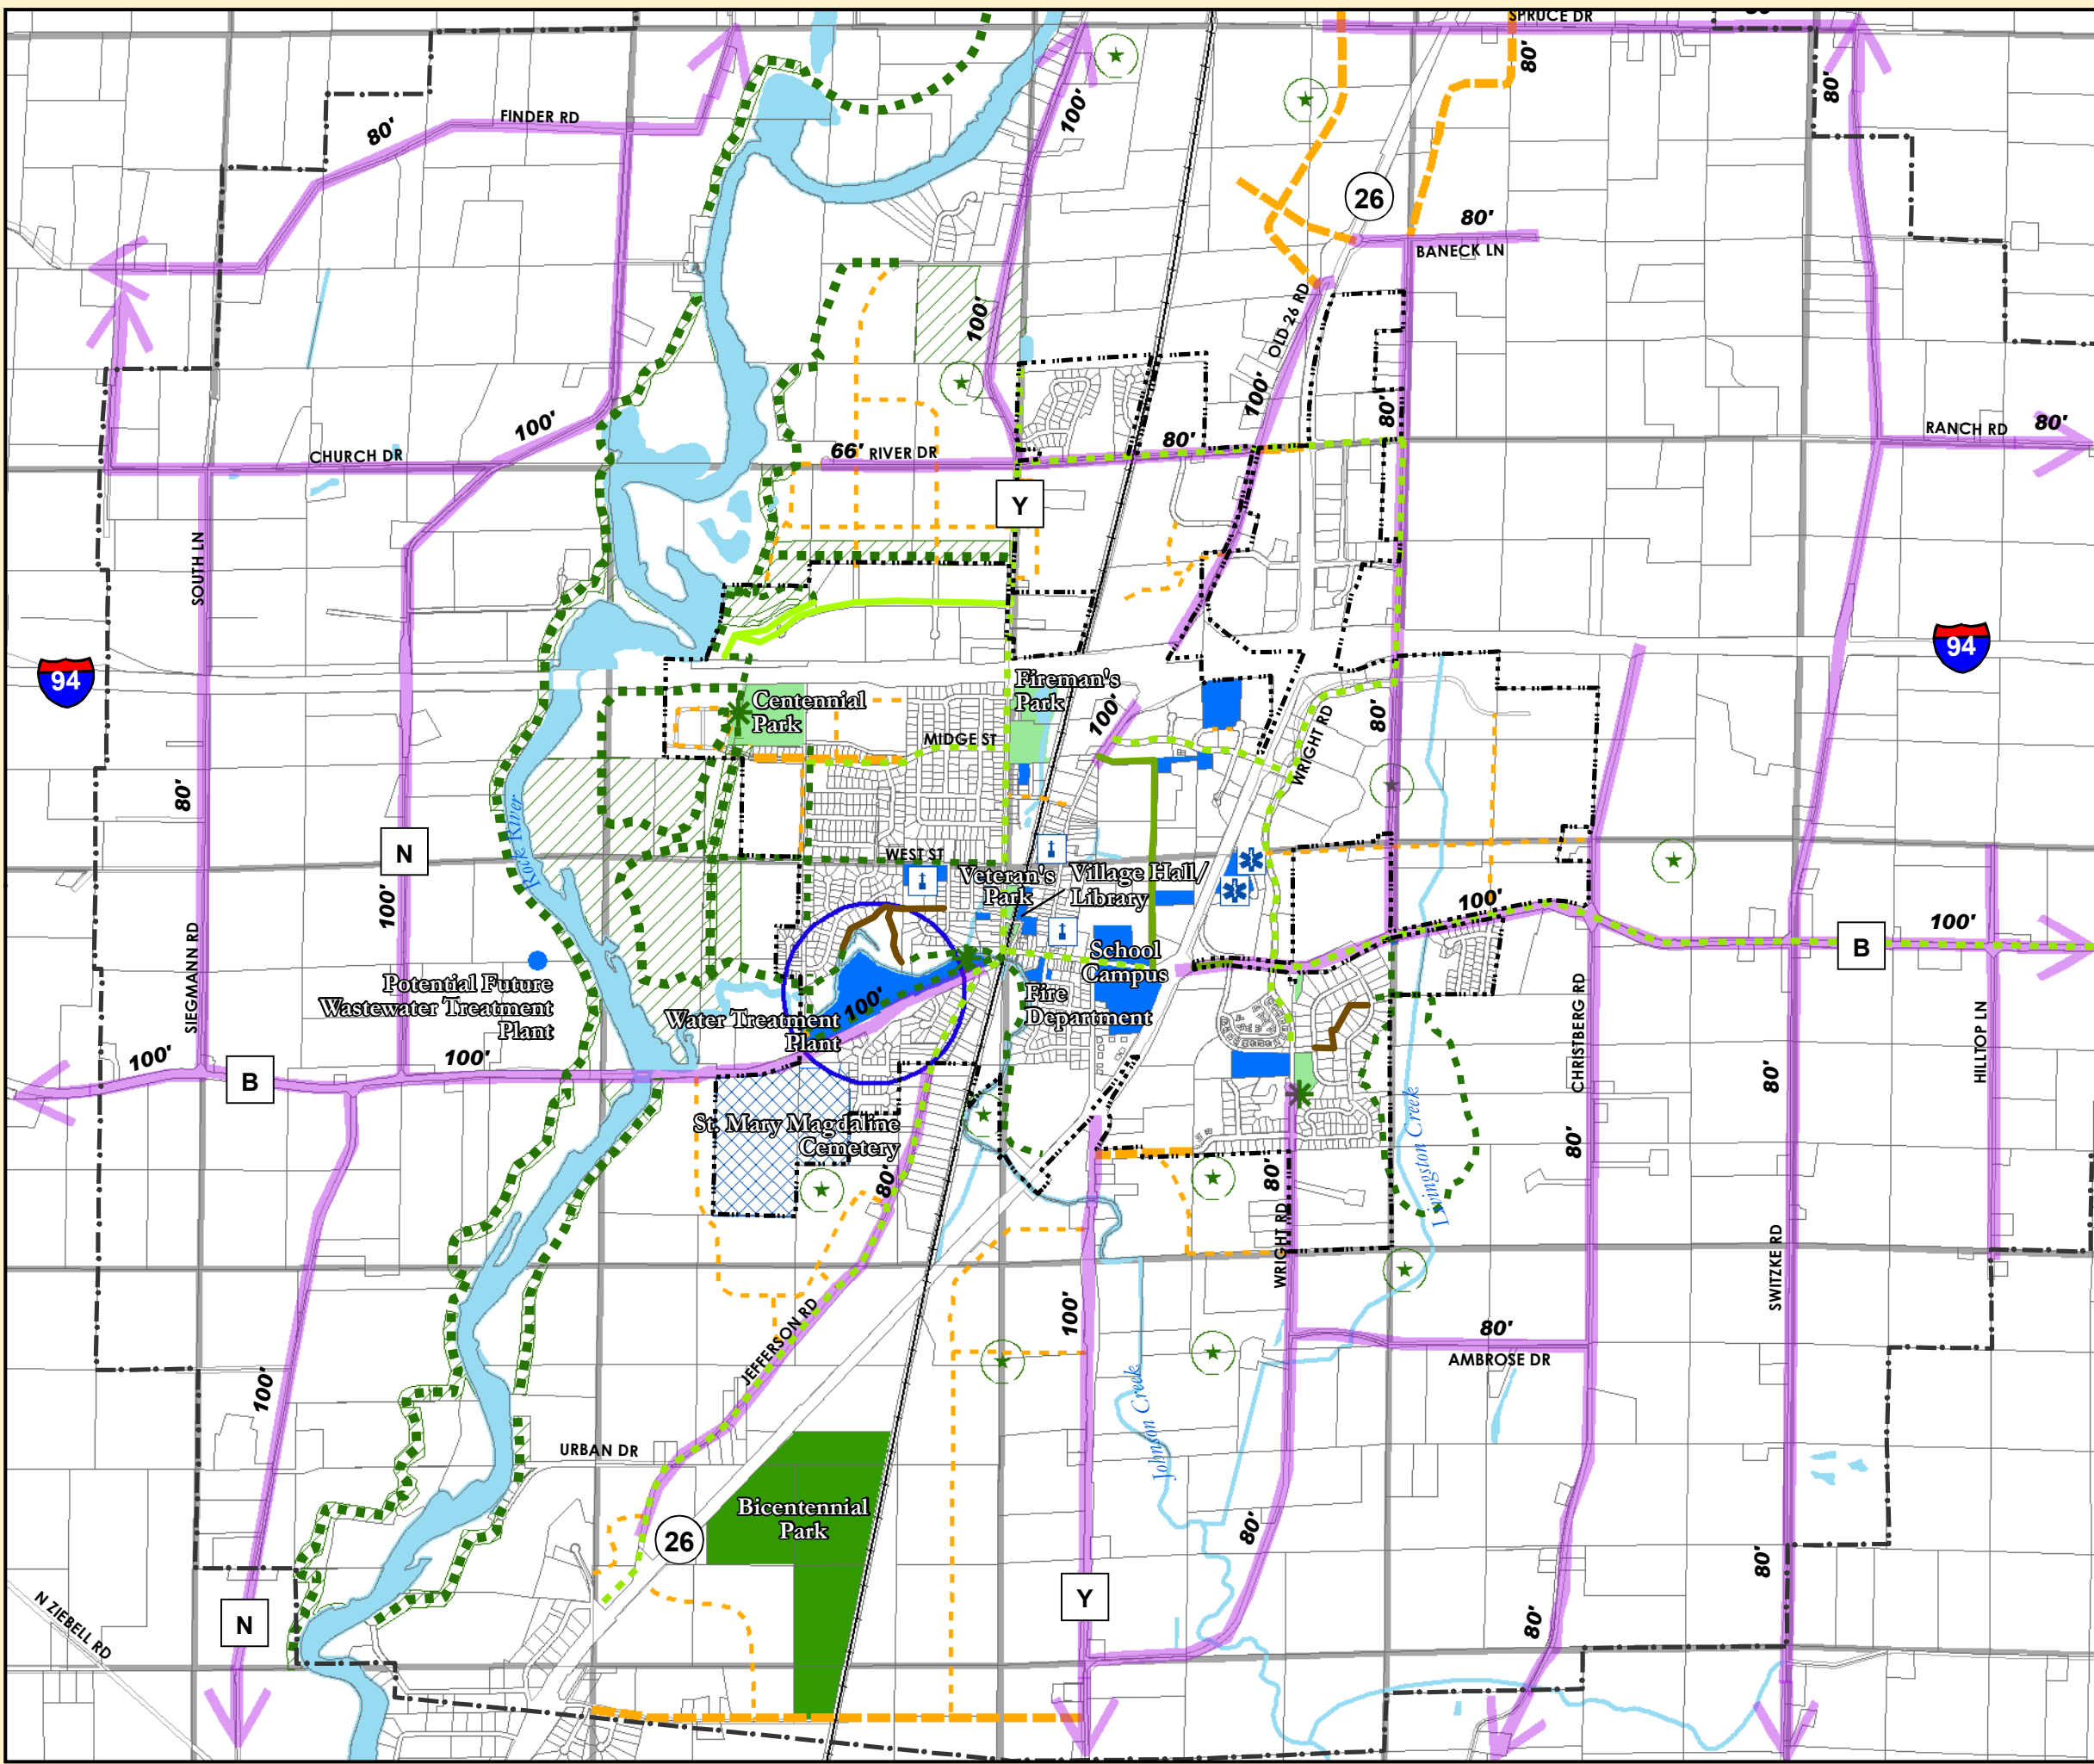 SPRUCE DR
80'
80'
FINDER RD
80'
100'
26
80'
BANECK LN
100'
OLD 26 RD
100'
80'
CHURCH DR
100'
66' RIVER DR
80'
RANCH RD
80'
Y
SOUTH LN
94
94
Centennial
Park
Fireman's
Park
100'
MIDGE ST
WRIGHT RD
80'
80'
N
100'
Rock River
WEST ST
Veteran's
Park
Village Hall/
Library
100'
B
100'
SIEGMANN RD
Potential Future
Wastewater Treatment
Plant
100'
Water Treatment
Plant
School
Campus
Fire
Department
CHRISTBERG RD
HILLTOP LN
100'
B
100'
80'
St. Mary Magdaline
Cemetery
80'
80'
80'
Livingston Creek
WRIGHT RD
SWITZKE RD
100'
80'
AMBROSE DR
JEFFERSON RD
100'
Johnson Creek
URBAN DR
Bicentennial
Park
26
80'
80'
80'
N
Y
N ZIEBELL RD